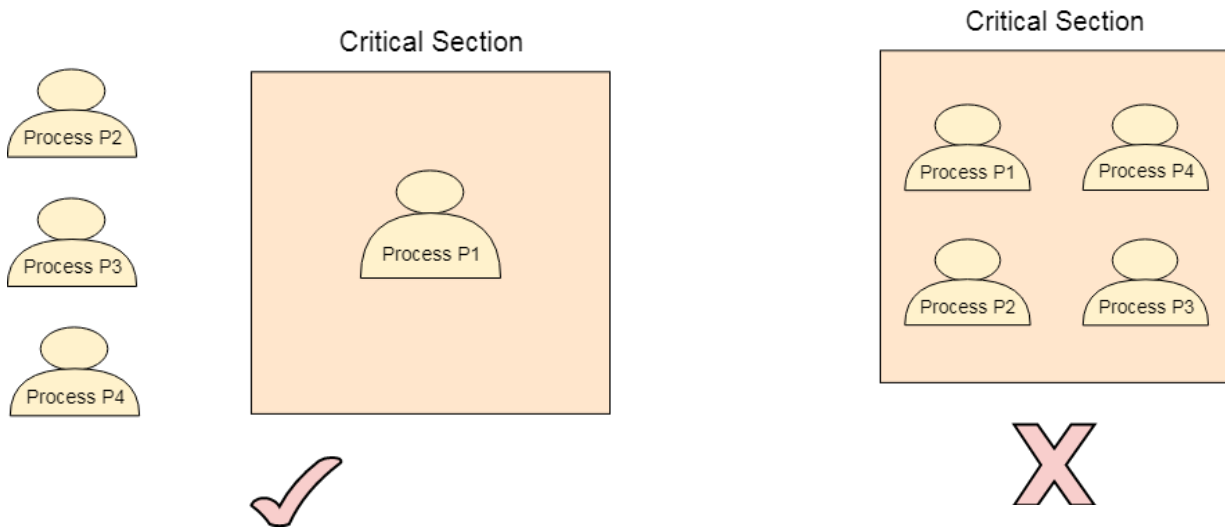 Critical Section
Process P2
Process P3
Process P4
Process P1
Critical Section
Process P1
Process P4
Process P2
Process P3